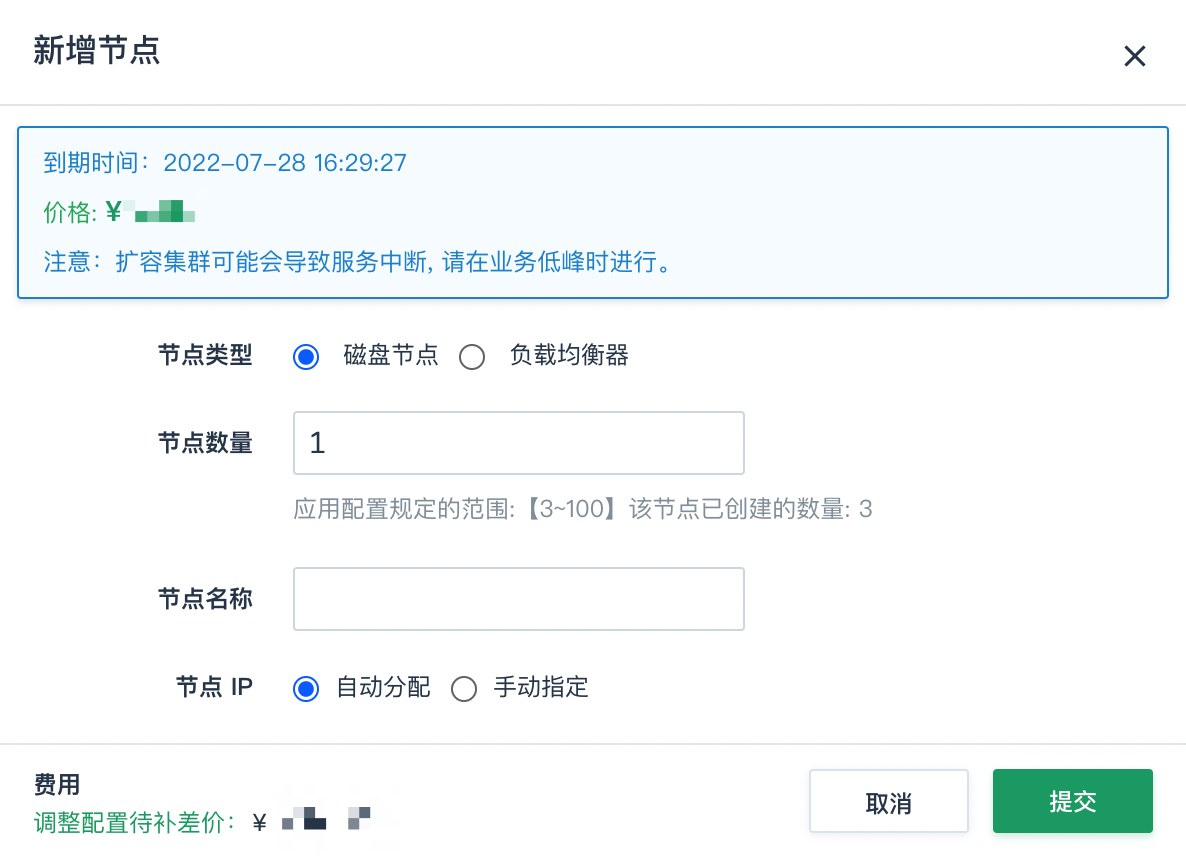 新增节点
到期时间：2022-07-28 16:29:27
价格: ¥
注意：扩容集群可能会导致服务中断, 请在业务低峰时进行。
节点类型 磁盘节点 负载均衡器
节点数量 1
应用配置规定的范围:【3~100】该节点已创建的数量: 3
节点名称
节点 IP 自动分配 手动指定
费用
调整配置待补差价： ¥
取消 提交